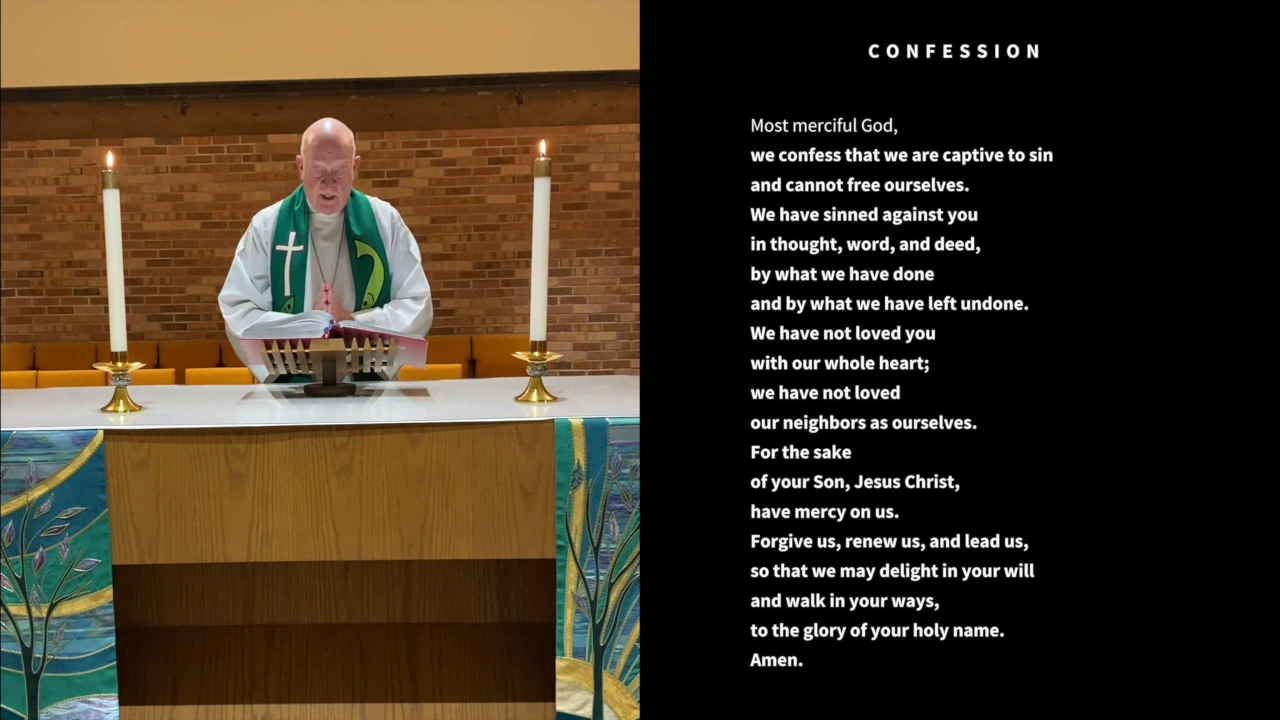 CONFESSION
Most merciful God,
we confess that we are captive to sin
and cannot free ourselves.
We have sinned against you
in thought, word, and deed,
by what we have done
and by what we have left undone.
We have not loved you
with our whole heart;
we have not loved
our neighbors as ourselves.
For the sake
of your Son, Jesus Christ,
have mercy on us.
Forgive us, renew us, and lead us,
so that we may delight in your will
and walk in your ways,
to the glory of your holy name.
Amen.